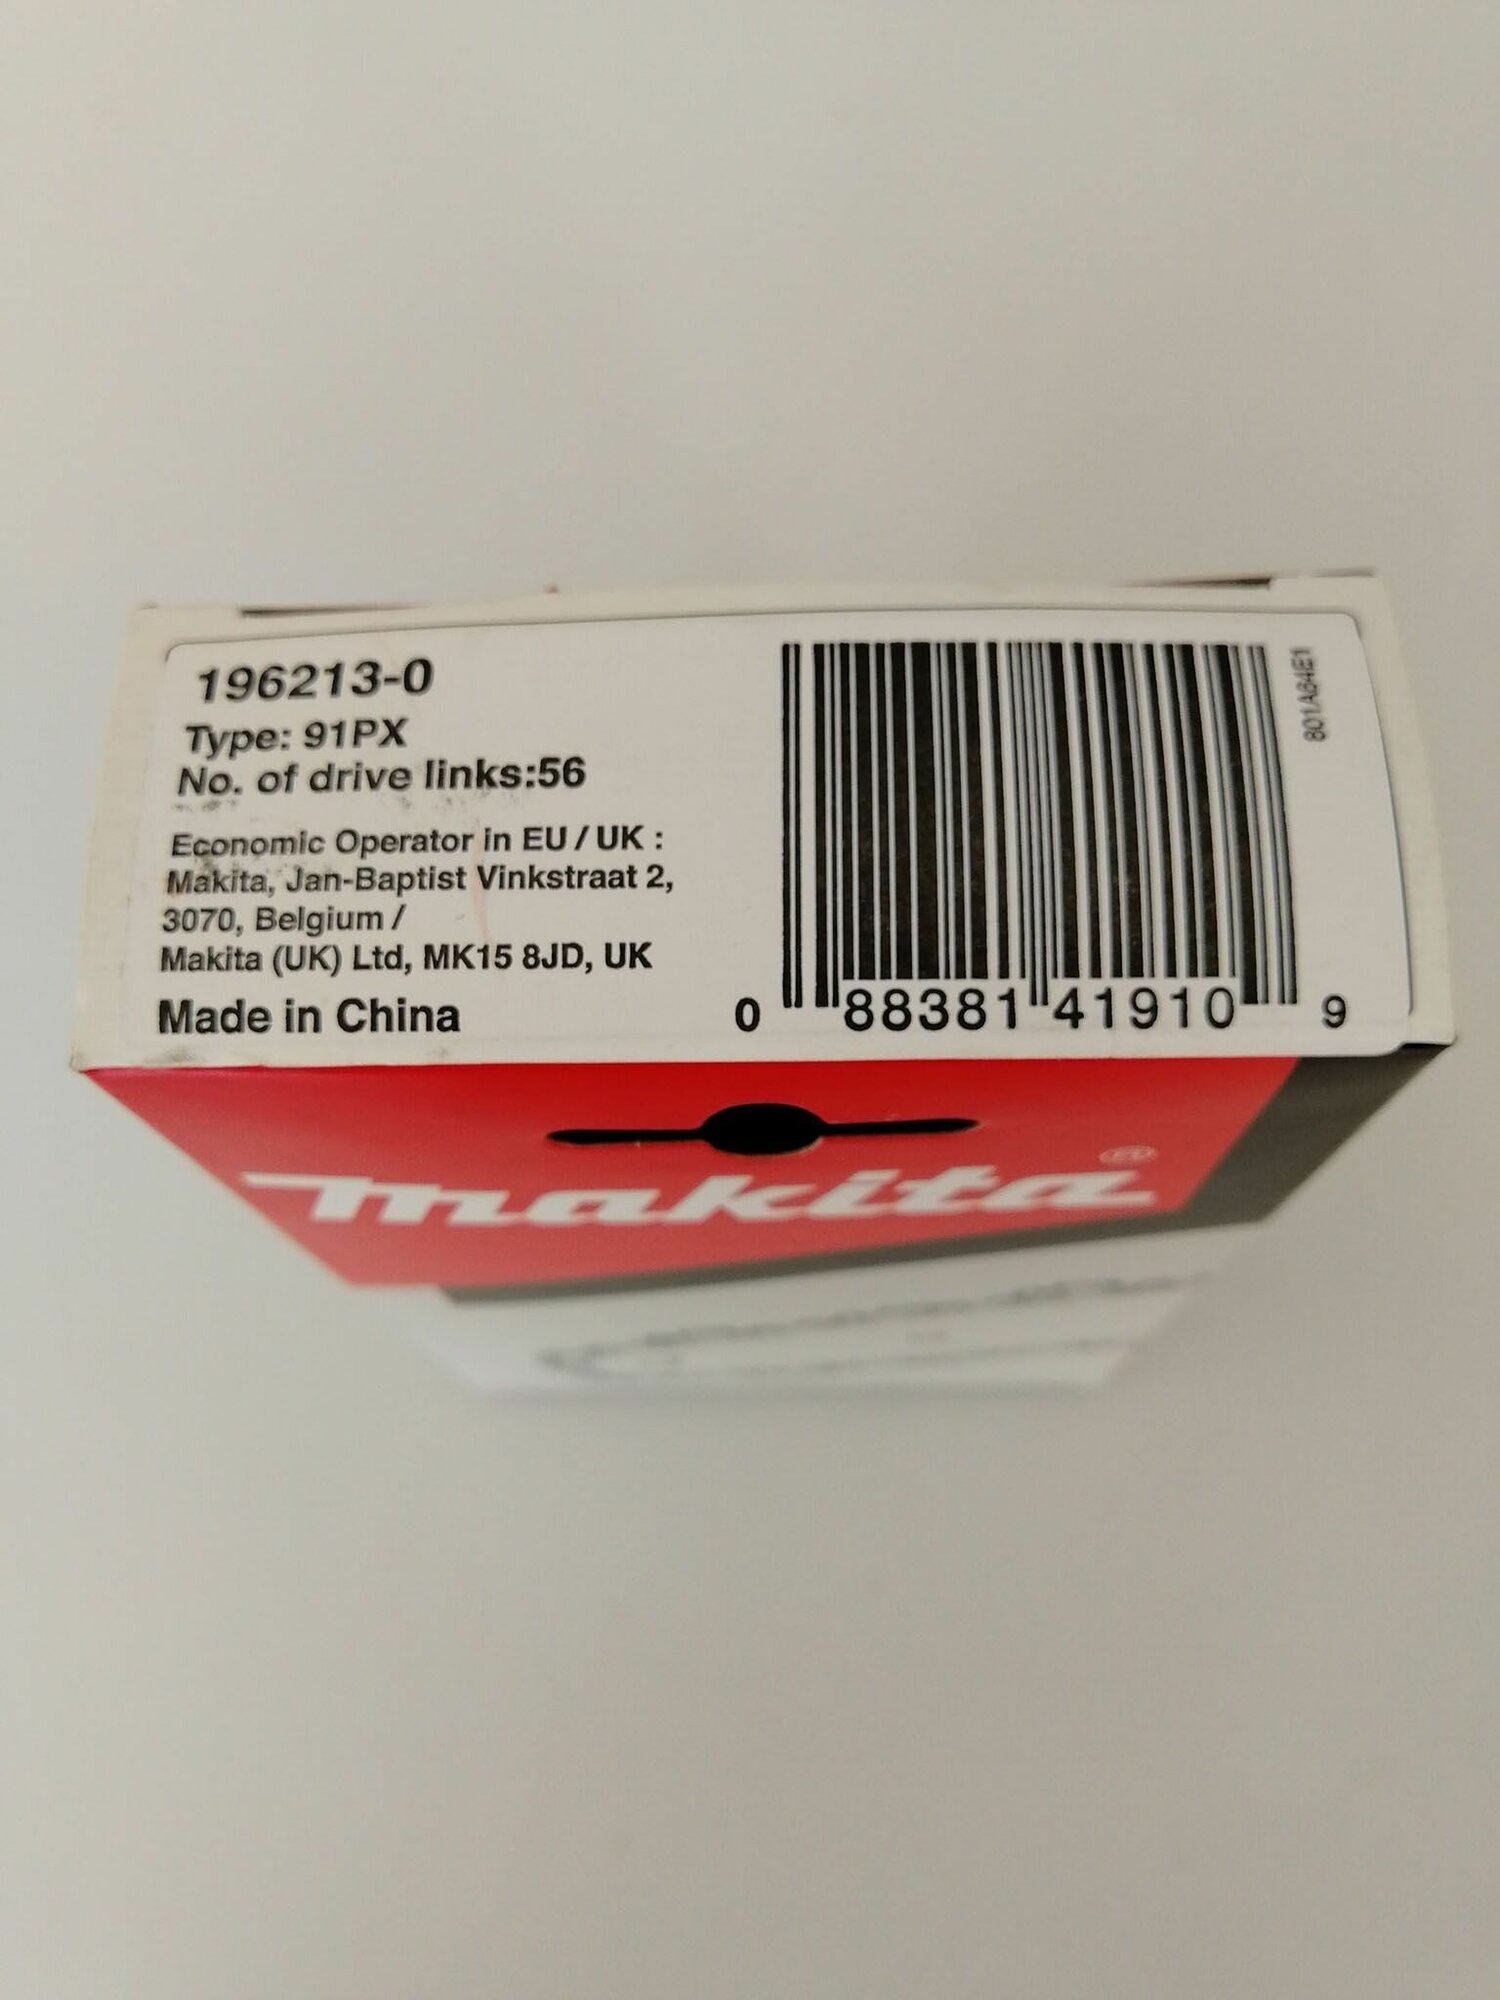 196213-0
Type: 91PX
No. of drive links:56
Economic Operator in EU / UK :
Makita, Jan-Baptist Vinkstraat 2,
3070, Belgium /
Makita (UK) Ltd, MK15 8JD, UK
Made in China
0 88381 41910 9
801A64E1
makita®